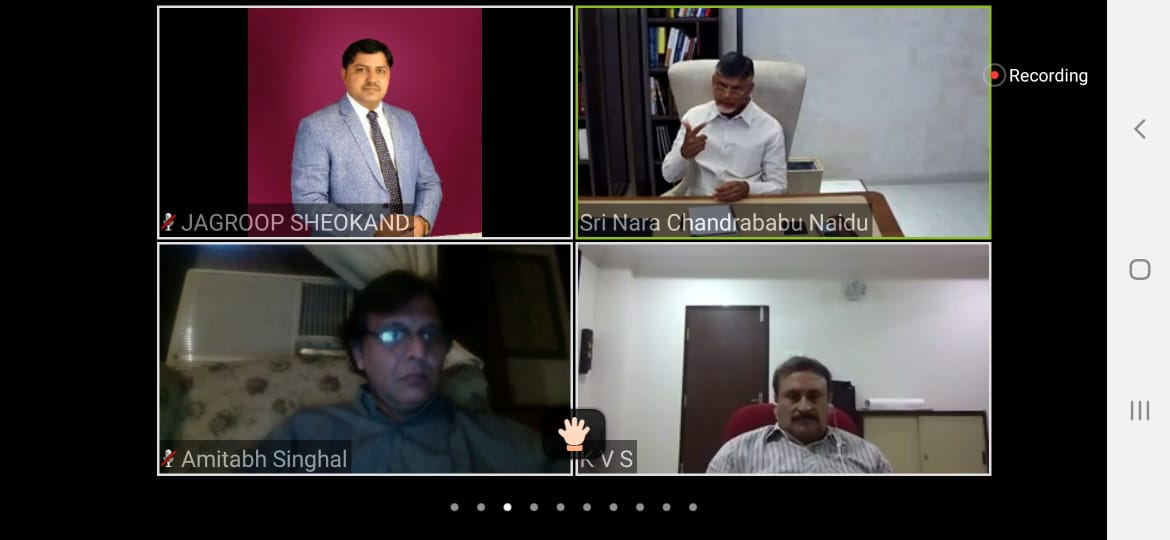 JAGROOP SHEOKAND
Sri Nara Chandrababu Naidu
Recording
Amitabh Singhal
K V S